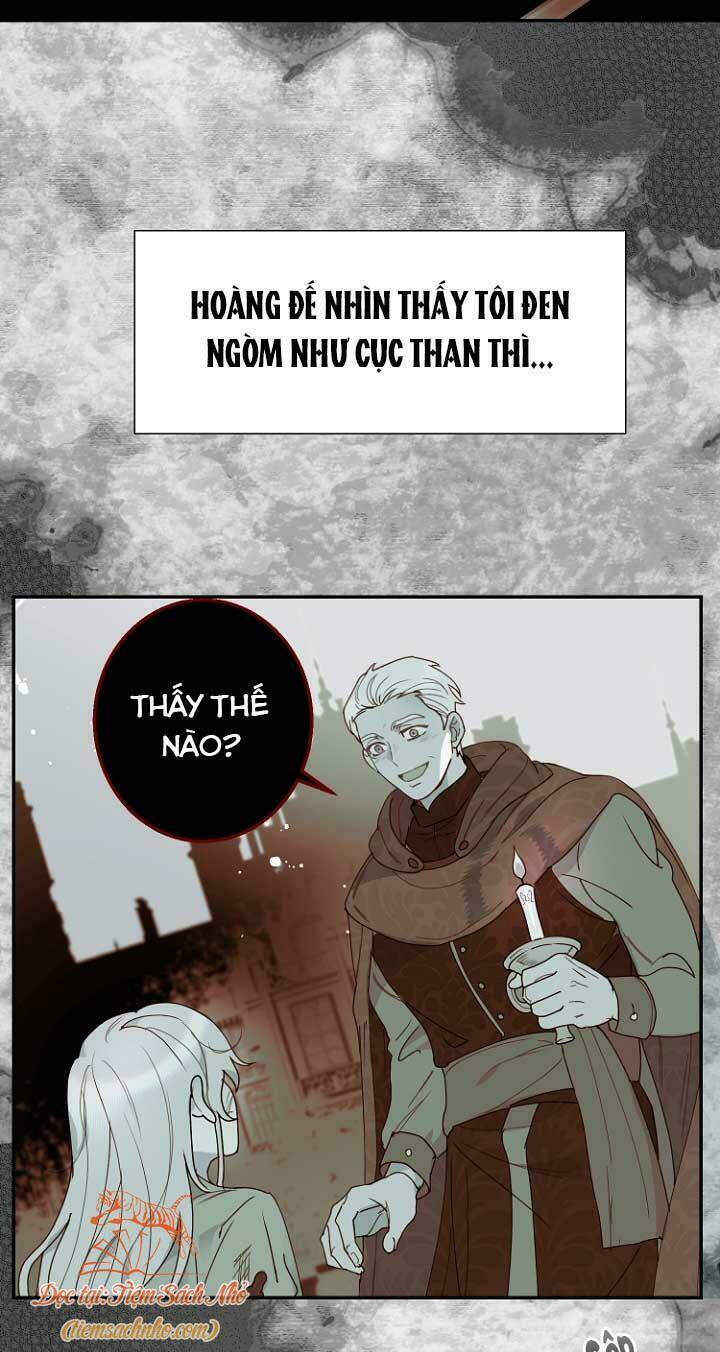 HOÀNG ĐẾ NHÌN THẤY TÔI ĐEN
NGÒM NHƯ CỤC THAN THÌ...
THẤY THẾ
NÀO?
Đọc tại: Tiệm Sách Nhỏ
(tiemsachnho.com)